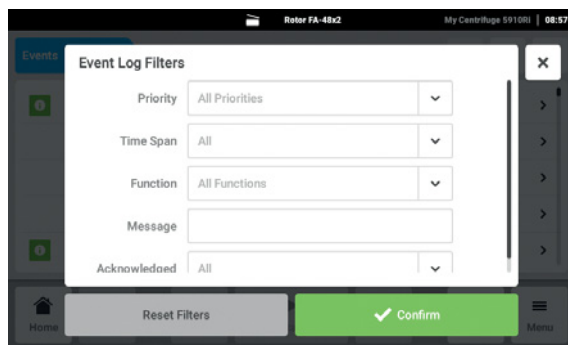 Rotor FA-48x2 My Centrifuge 5910Ri 08:57
Events
Event Log Filters
Priority All Priorities
Time Span All
Function All Functions
Message
Acknowledged All
Reset Filters Confirm
Home Menu